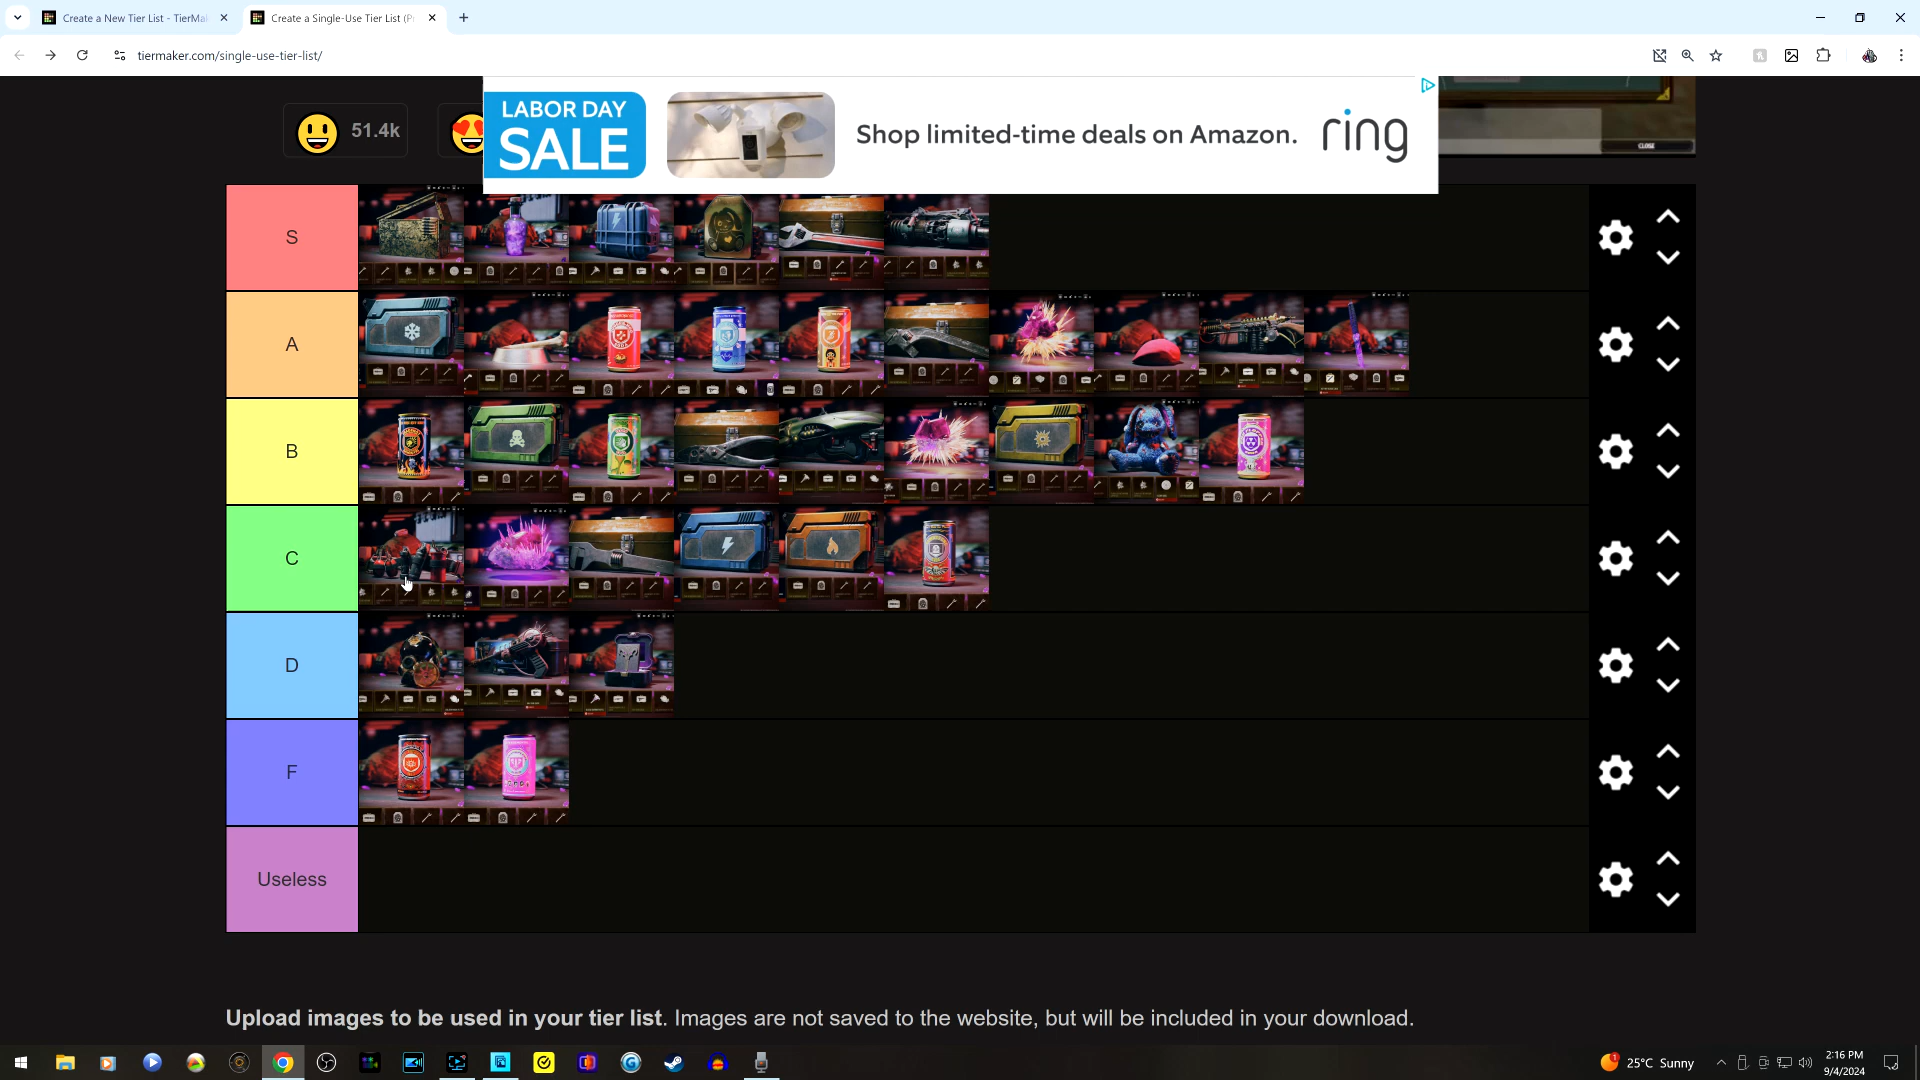 Create a New Tier List - TierMa
Create a Single-Use Tier List (P
tiermaker.com/single-use-tier-list/
51.4k
LABOR DAY
SALE
Shop limited-time deals on Amazon.
ring
CLOSE
S
A
B
C
D
F
Useless
Upload images to be used in your tier list. Images are not saved to the website, but will be included in your download.
1
25°C Sunny
2:16 PM
9/4/2024